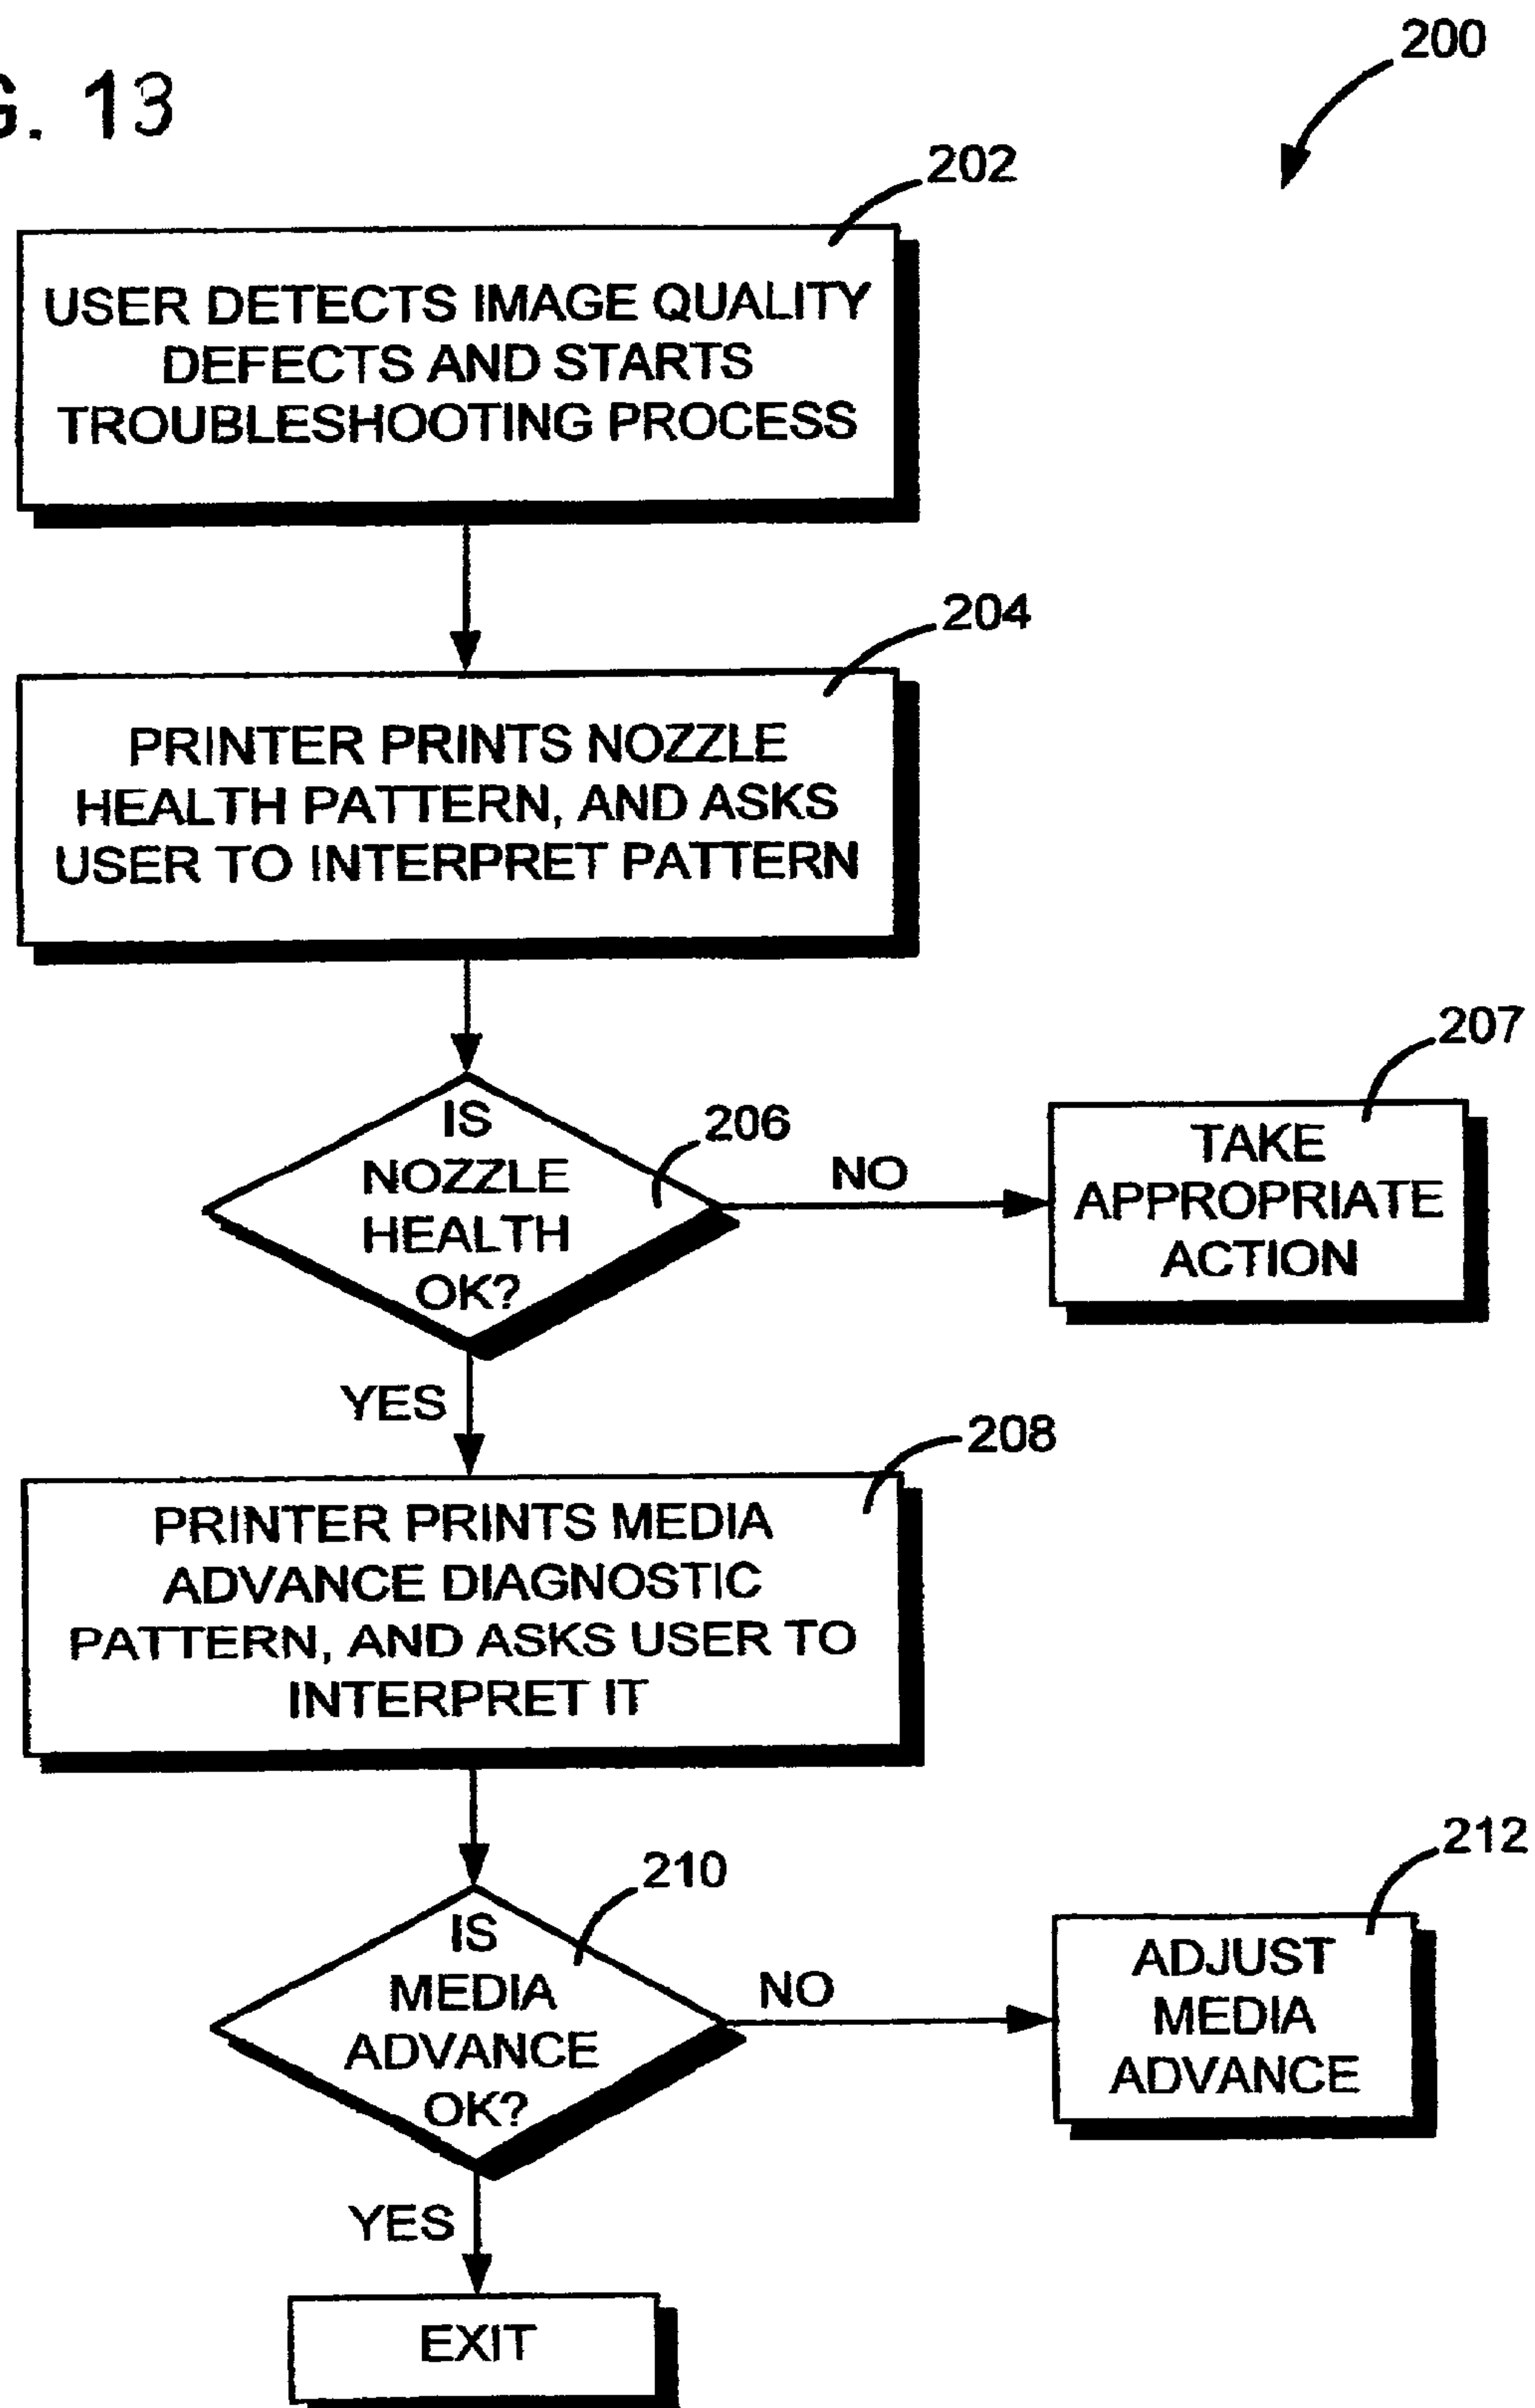 G. 13
200
202
USER DETECTS IMAGE QUALITY
DEFECTS AND STARTS
TROUBLESHOOTING PROCESS
204
PRINTER PRINTS NOZZLE
HEALTH PATTERN, AND ASKS
USER TO INTERPRET PATTERN
206
IS
NOZZLE
HEALTH
OK?
NO
207
TAKE
APPROPRIATE
ACTION
YES
208
PRINTER PRINTS MEDIA
ADVANCE DIAGNOSTIC
PATTERN, AND ASKS USER TO
INTERPRET IT
210
IS
MEDIA
ADVANCE
OK?
NO
212
ADJUST
MEDIA
ADVANCE
YES
EXIT